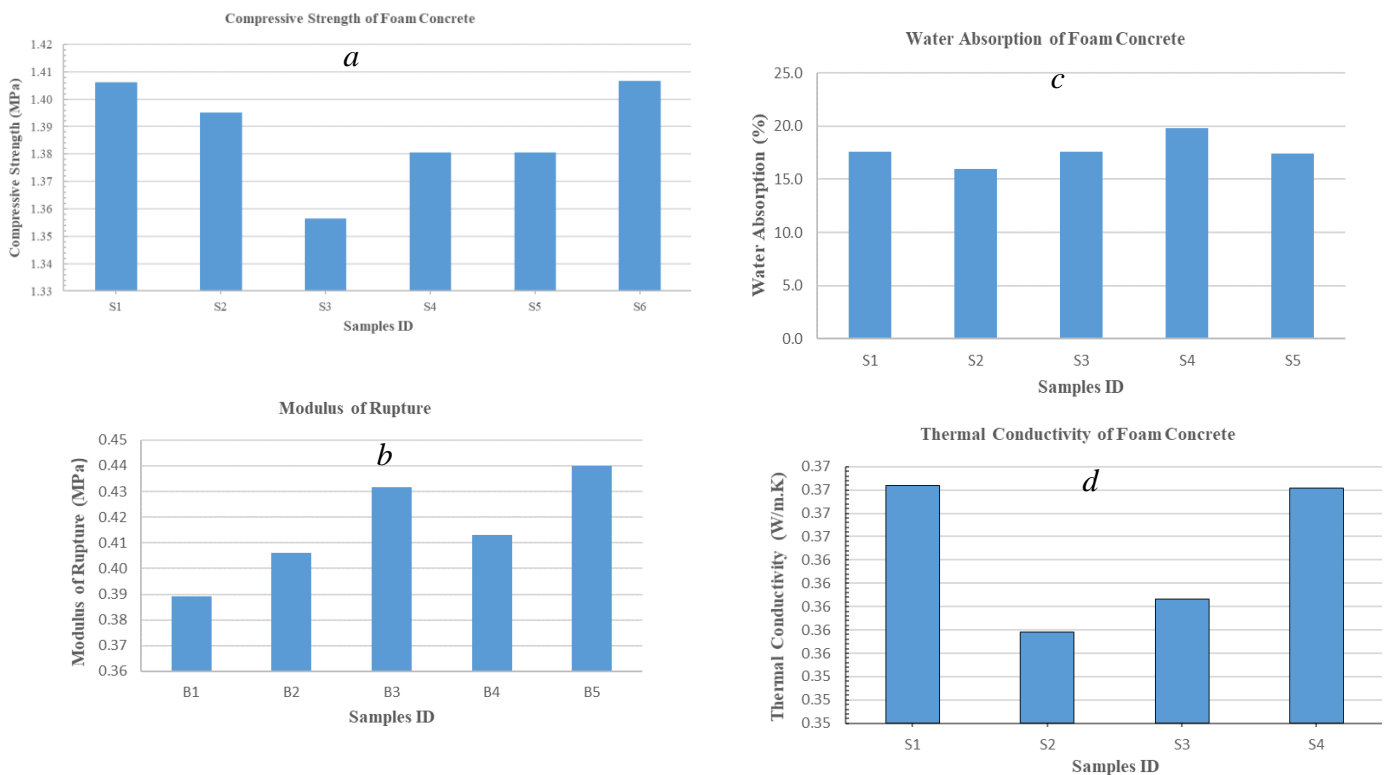 Compressive Strength of Foam Concrete
a
Compressive Strength (MPa)
1.42
1.41
1.40
1.39
1.38
1.37
1.36
1.35
1.34
1.33
S1 S2 S3 S4 S5 S6
Samples ID
Water Absorption of Foam Concrete
c
Water Absorption (%)
25.0
20.0
15.0
10.0
5.0
0.0
S1 S2 S3 S4 S5
Samples ID
Modulus of Rupture
b
Modulus of Rupture (MPa)
0.45
0.44
0.43
0.42
0.41
0.40
0.39
0.38
0.37
0.36
B1 B2 B3 B4 B5
Samples ID
Thermal Conductivity of Foam Concrete
d
Thermal Conductivity (W/m.K)
0.37
0.37
0.37
0.37
0.36
0.36
0.36
0.36
0.36
0.35
0.35
0.35
S1 S2 S3 S4
Samples ID